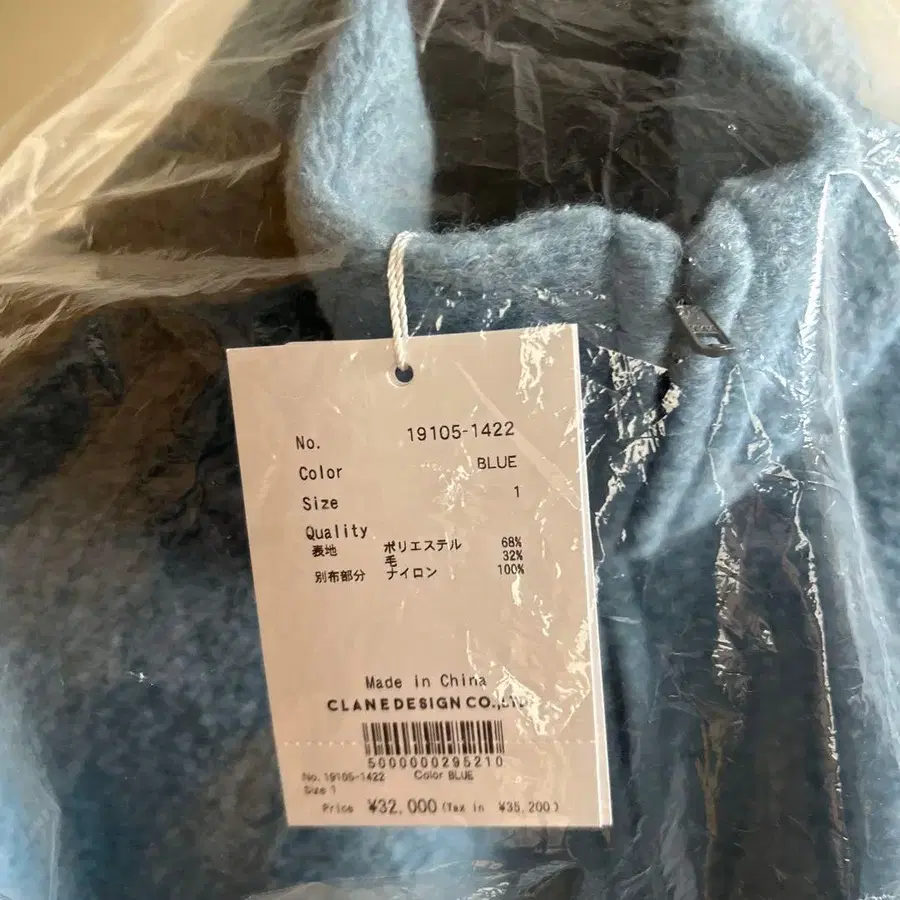 No. 19105-1422
Color BLUE
Size 1
Quality
表地 ポリエステル 68%
毛 32%
別布部分 ナイロン 100%
Made in China
CLANEDESIGN CO.,LTD.
5000000295210
No. 19105-1422 Color BLUE
Size 1
Price ¥32,000 (Tax in ¥35,200)